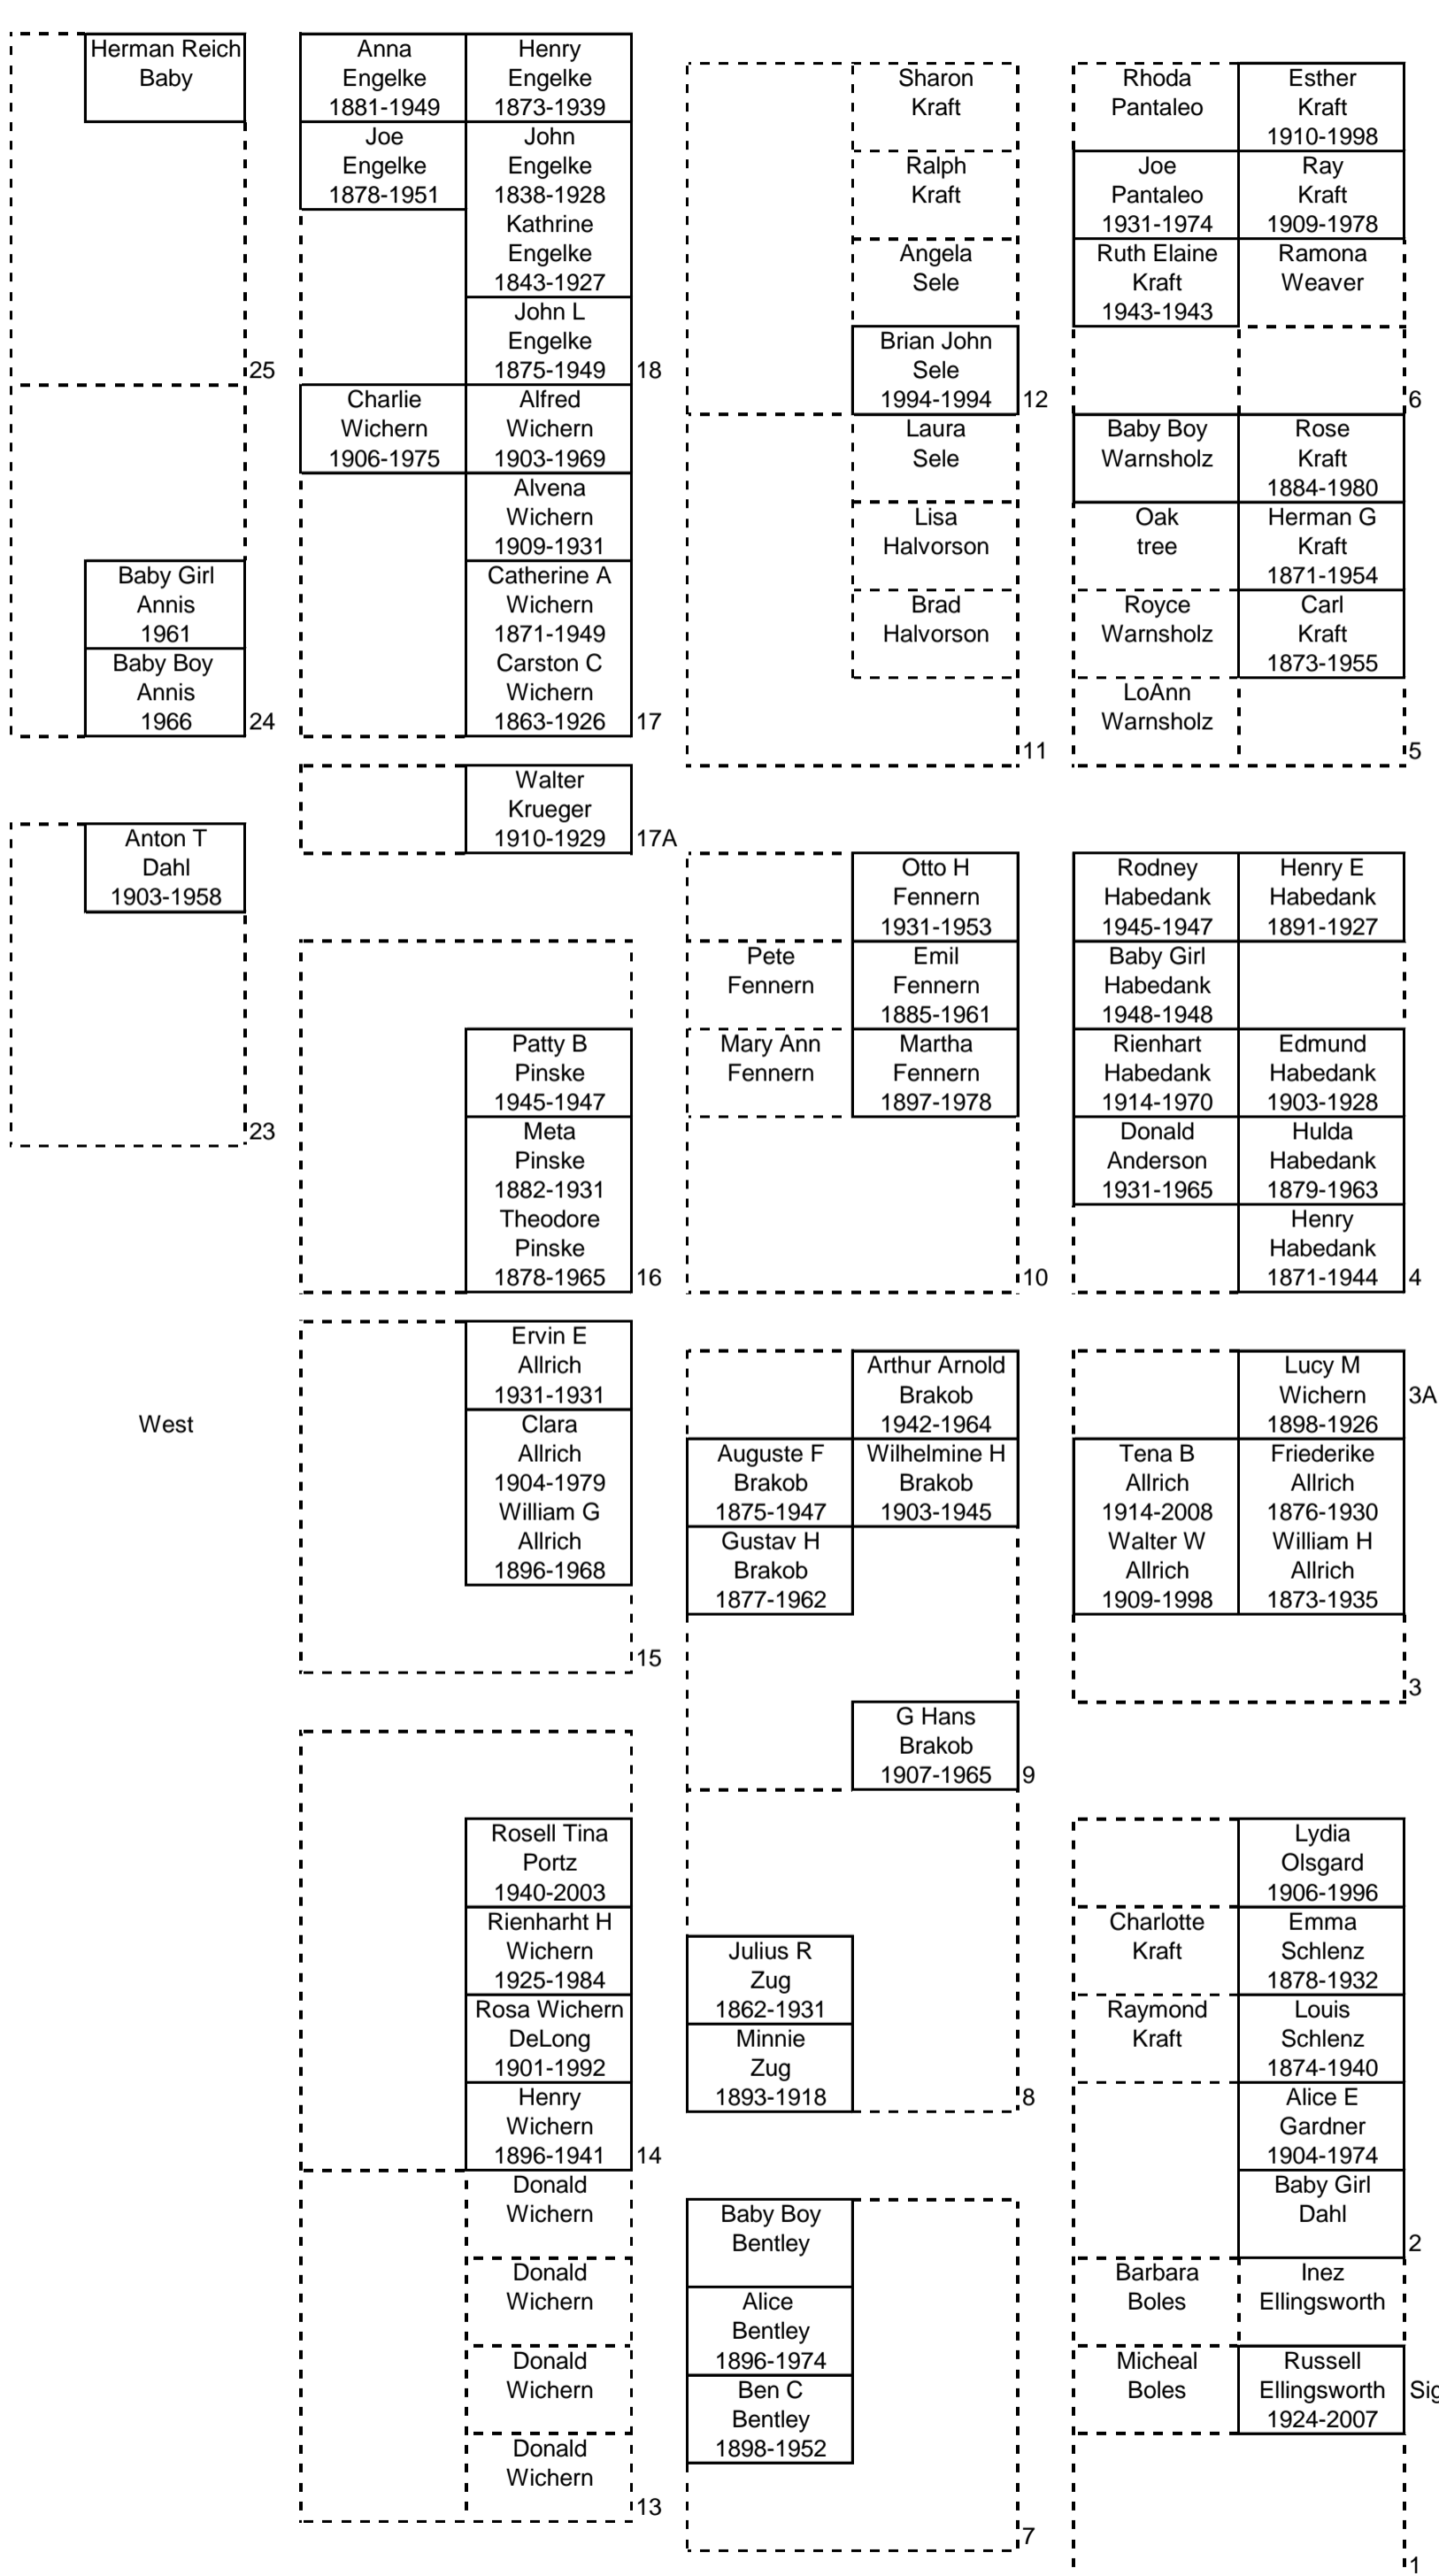 Herman Reich
Baby
25
Baby Girl
Annis
1961
Baby Boy
Annis
1966
24
Anton T
Dahl
1903-1958
23
West
Anna
Engelke
1881-1949
Henry
Engelke
1873-1939
Joe
Engelke
1878-1951
John
Engelke
1838-1928
Kathrine
Engelke
1843-1927
John L
Engelke
1875-1949
18
Charlie
Wichern
1906-1975
Alfred
Wichern
1903-1969
Alvena
Wichern
1909-1931
Catherine A
Wichern
1871-1949
Carston C
Wichern
1863-1926
17
Walter
Krueger
1910-1929
17A
Patty B
Pinske
1945-1947
Meta
Pinske
1882-1931
Theodore
Pinske
1878-1965
16
Ervin E
Allrich
1931-1931
Clara
Allrich
1904-1979
William G
Allrich
1896-1968
15
Rosell Tina
Portz
1940-2003
Rienharht H
Wichern
1925-1984
Rosa Wichern
DeLong
1901-1992
Henry
Wichern
1896-1941
14
Donald
Wichern
Donald
Wichern
Donald
Wichern
Donald
Wichern
13
Sharon
Kraft
Ralph
Kraft
Angela
Sele
Brian John
Sele
1994-1994
12
Laura
Sele
Lisa
Halvorson
Brad
Halvorson
11
Otto H
Fennern
1931-1953
Pete
Fennern
Emil
Fennern
1885-1961
Mary Ann
Fennern
Martha
Fennern
1897-1978
10
Arthur Arnold
Brakob
1942-1964
Auguste F
Brakob
1875-1947
Wilhelmine H
Brakob
1903-1945
Gustav H
Brakob
1877-1962
G Hans
Brakob
1907-1965
9
Julius R
Zug
1862-1931
Minnie
Zug
1893-1918
8
Baby Boy
Bentley
Alice
Bentley
1896-1974
Ben C
Bentley
1898-1952
7
Rhoda
Pantaleo
Esther
Kraft
1910-1998
Joe
Pantaleo
1931-1974
Ray
Kraft
1909-1978
Ruth Elaine
Kraft
1943-1943
Ramona
Weaver
6
Baby Boy
Warnsholz
Rose
Kraft
1884-1980
Oak
tree
Herman G
Kraft
1871-1954
Royce
Warnsholz
Carl
Kraft
1873-1955
LoAnn
Warnsholz
5
Rodney
Habedank
1945-1947
Henry E
Habedank
1891-1927
Baby Girl
Habedank
1948-1948
Rienhart
Habedank
1914-1970
Edmund
Habedank
1903-1928
Donald
Anderson
1931-1965
Hulda
Habedank
1879-1963
Henry
Habedank
1871-1944
4
Lucy M
Wichern
1898-1926
3A
Tena B
Allrich
1914-2008
Friederike
Allrich
1876-1930
Walter W
Allrich
1909-1998
William H
Allrich
1873-1935
3
Lydia
Olsgard
1906-1996
Charlotte
Kraft
Emma
Schlenz
1878-1932
Raymond
Kraft
Louis
Schlenz
1874-1940
Alice E
Gardner
1904-1974
Baby Girl
Dahl
2
Barbara
Boles
Inez
Ellingsworth
Micheal
Boles
Russell
Ellingsworth
1924-2007
1